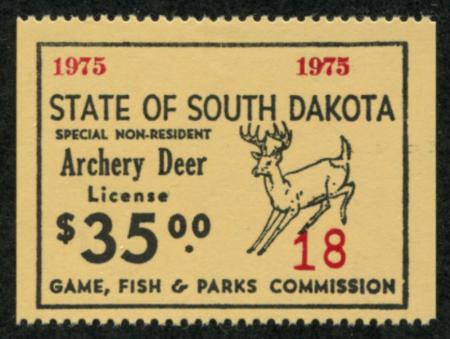 1975 1975
STATE OF SOUTH DAKOTA
SPECIAL NON-RESIDENT
Archery Deer
License
$35.00
18
GAME, FISH & PARKS COMMISSION